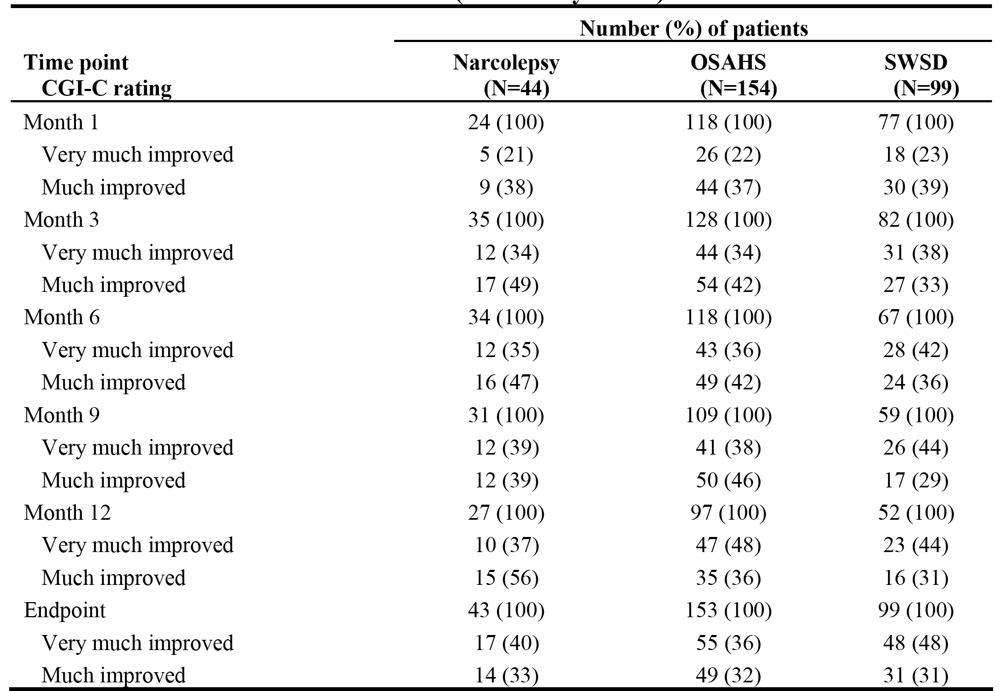 Number (%) of patients
Time point Narcolepsy OSAHS SWSD
CGI-C rating (N=44) (N=154) (N=99)
Month 1 24 (100) 118 (100) 77 (100)
Very much improved 5 (21) 26 (22) 18 (23)
Much improved 9 (38) 44 (37) 30 (39)
Month 3 35 (100) 128 (100) 82 (100)
Very much improved 12 (34) 44 (34) 31 (38)
Much improved 17 (49) 54 (42) 27 (33)
Month 6 34 (100) 118 (100) 67 (100)
Very much improved 12 (35) 43 (36) 28 (42)
Much improved 16 (47) 49 (42) 24 (36)
Month 9 31 (100) 109 (100) 59 (100)
Very much improved 12 (39) 41 (38) 26 (44)
Much improved 12 (39) 50 (46) 17 (29)
Month 12 27 (100) 97 (100) 52 (100)
Very much improved 10 (37) 47 (48) 23 (44)
Much improved 15 (56) 35 (36) 16 (31)
Endpoint 43 (100) 153 (100) 99 (100)
Very much improved 17 (40) 55 (36) 48 (48)
Much improved 14 (33) 49 (32) 31 (31)